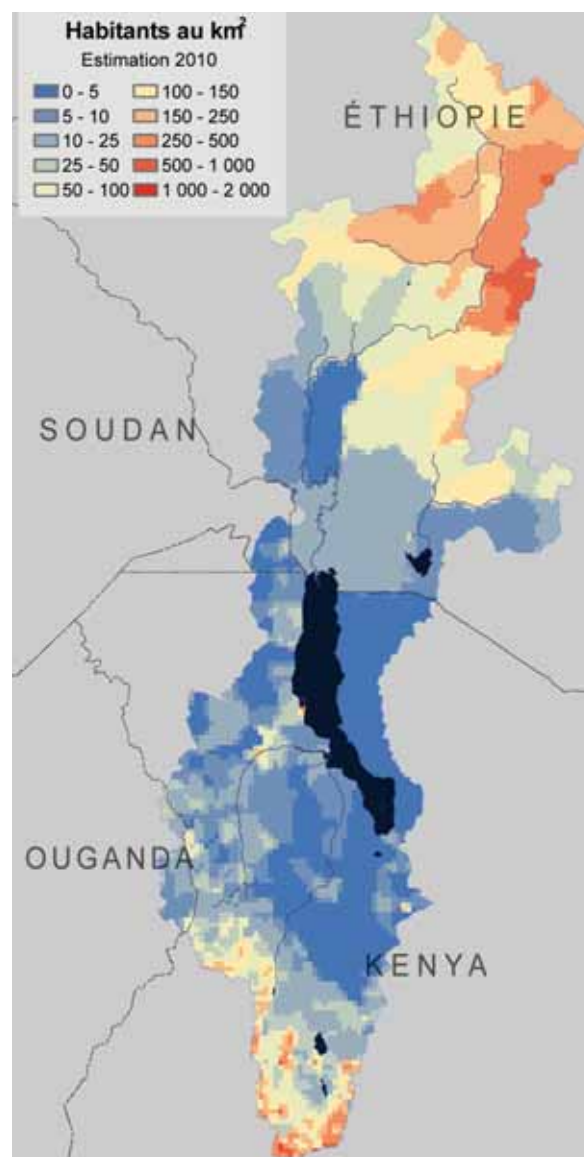 Habitants au km²
Estimation 2010
0 - 5
5 - 10
10 - 25
25 - 50
50 - 100
100 - 150
150 - 250
250 - 500
500 - 1 000
1 000 - 2 000
ÉTHIOPIE
SOUDAN
OUGANDA
KENYA